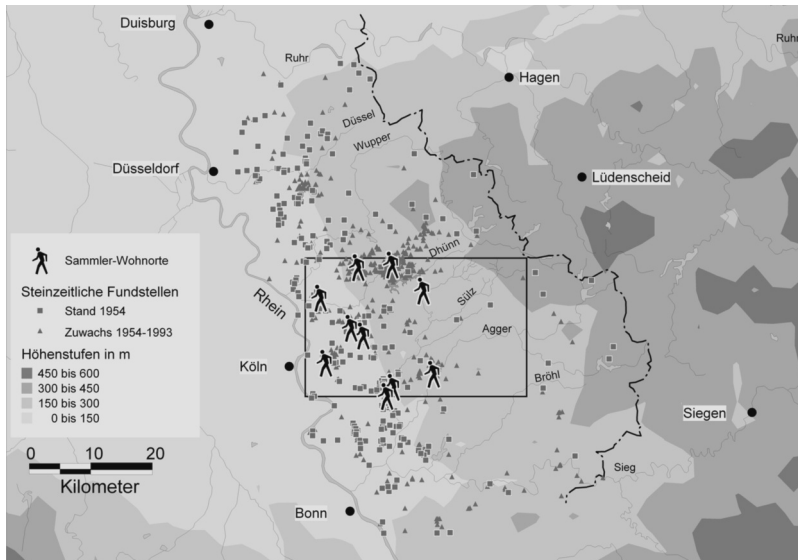 Duisburg
Ruhr
Ruhr
Hagen
Düssel
Wupper
Düsseldorf
Lüdenscheid
Sammler-Wohnorte
Steinzeitliche Fundstellen
Stand 1954
Zuwachs 1954-1993
Höhenstufen in m
450 bis 600
300 bis 450
150 bis 300
0 bis 150
Dhünn
Rhein
Sülz
Agger
Köln
Bröhl
Siegen
0 10 20
Kilometer
Sieg
Bonn